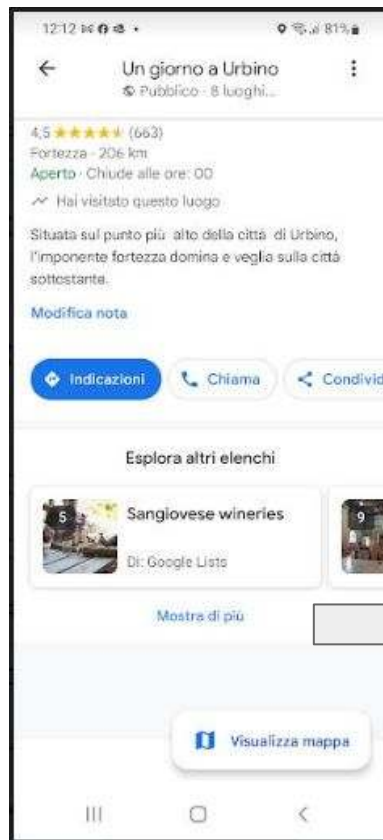 12:12
81%
Un giorno a Urbino
Pubblico · 8 luoghi...
4,5 (663)
Fortezza · 206 km
Aperto · Chiude alle ore: 00
Hai visitato questo luogo
Situata sul punto più alto della città di Urbino,
l'imponente fortezza domina e veglia sulla città
sottostante.
Modifica nota
Indicazioni
Chiama
Condivid
Esplora altri elenchi
5
Sangiovese wineries
Di: Google Lists
9
Mostra di più
Visualizza mappa